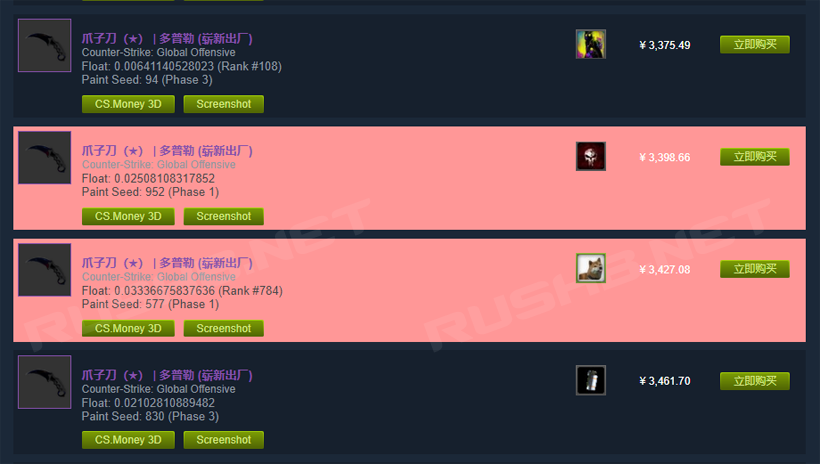 爪子刀（★） | 多普勒 (崭新出厂)
Counter-Strike: Global Offensive
Float: 0.00641140528023 (Rank #108)
Paint Seed: 94 (Phase 3)
CS.Money 3D Screenshot
¥ 3,375.49 立即购买
爪子刀（★） | 多普勒 (崭新出厂)
Counter-Strike: Global Offensive
Float: 0.02508108317852
Paint Seed: 952 (Phase 1)
CS.Money 3D Screenshot
¥ 3,398.66 立即购买
爪子刀（★） | 多普勒 (崭新出厂)
Counter-Strike: Global Offensive
Float: 0.03336675837636 (Rank #784)
Paint Seed: 577 (Phase 1)
CS.Money 3D Screenshot
¥ 3,427.08 立即购买
爪子刀（★） | 多普勒 (崭新出厂)
Counter-Strike: Global Offensive
Float: 0.02102810889482
Paint Seed: 830 (Phase 3)
CS.Money 3D Screenshot
¥ 3,461.70 立即购买
RUSHB.NET
RUSHB.NET